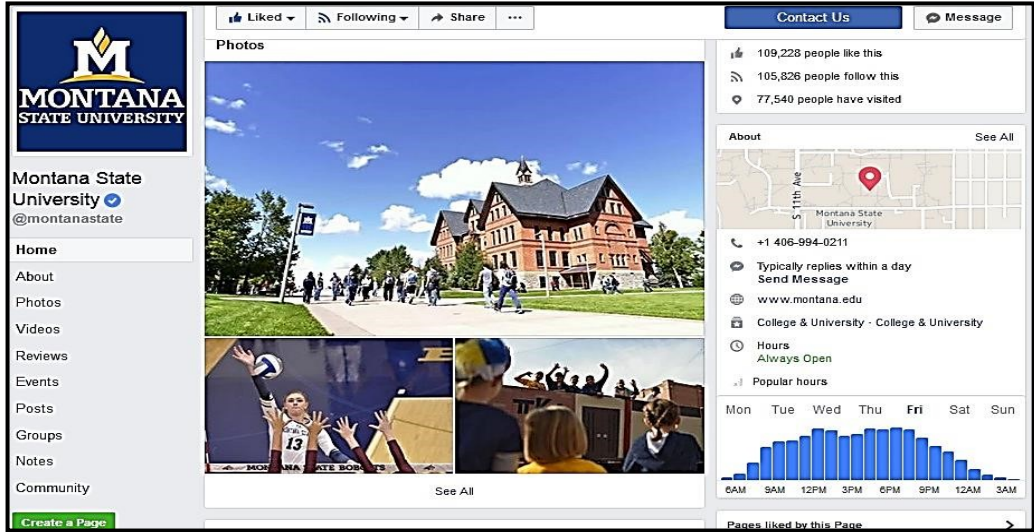 Liked
Following
Share
...
Contact Us
Message
M
MONTANA
STATE UNIVERSITY
Montana State
University
@montanastate
Home
About
Photos
Videos
Reviews
Events
Posts
Groups
Notes
Community
Create a Page
Photos
13
MONTANA STATE BOBCATS
See All
109,228 people like this
105,826 people follow this
77,540 people have visited
About See All
S 11th Ave
Montana State
University
+1 406-994-0211
Typically replies within a day
Send Message
www.montana.edu
College & University · College & University
Hours
Always Open
Popular hours
Mon Tue Wed Thu Fri Sat Sun
6AM 9AM 12PM 3PM 6PM 9PM 12AM 3AM
Pages liked by this Page